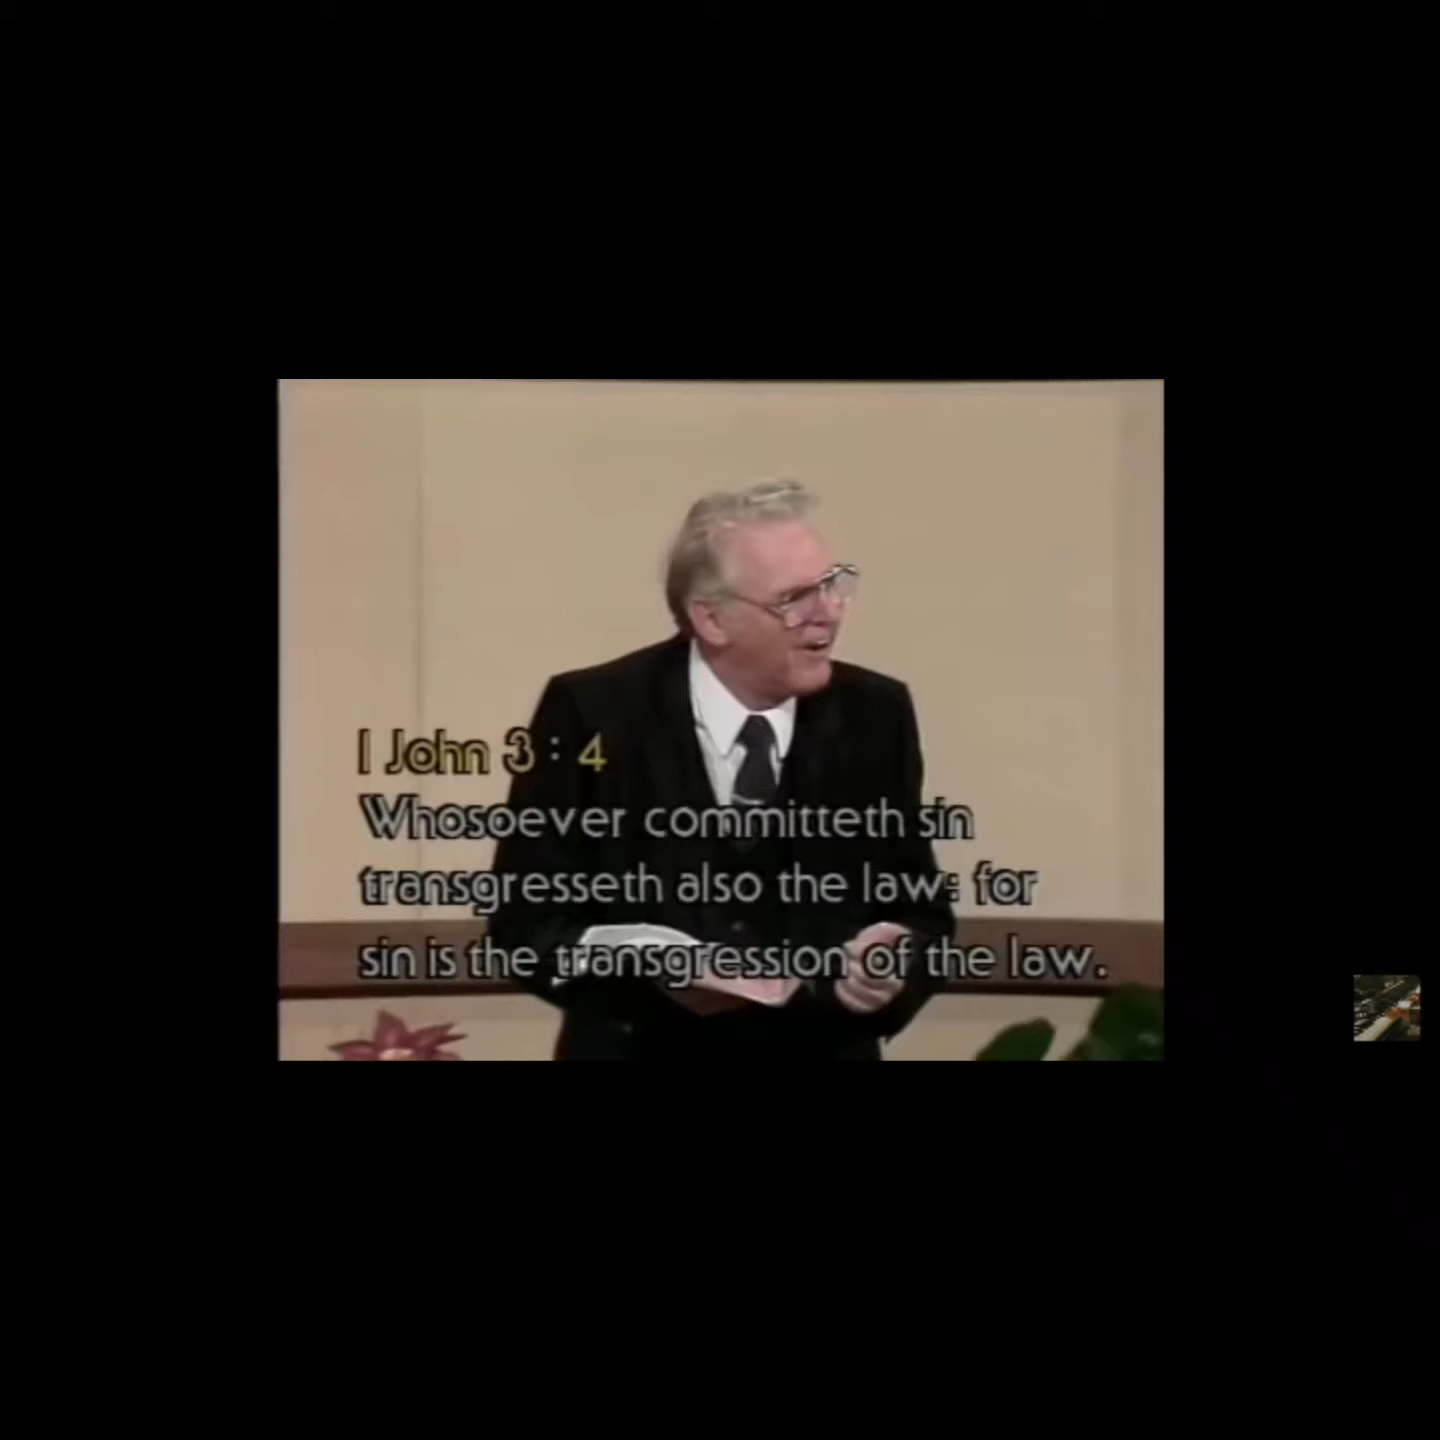 I John 3 : 4
Whosoever committeth sin
transgresseth also the law: for
sin is the transgression of the law.